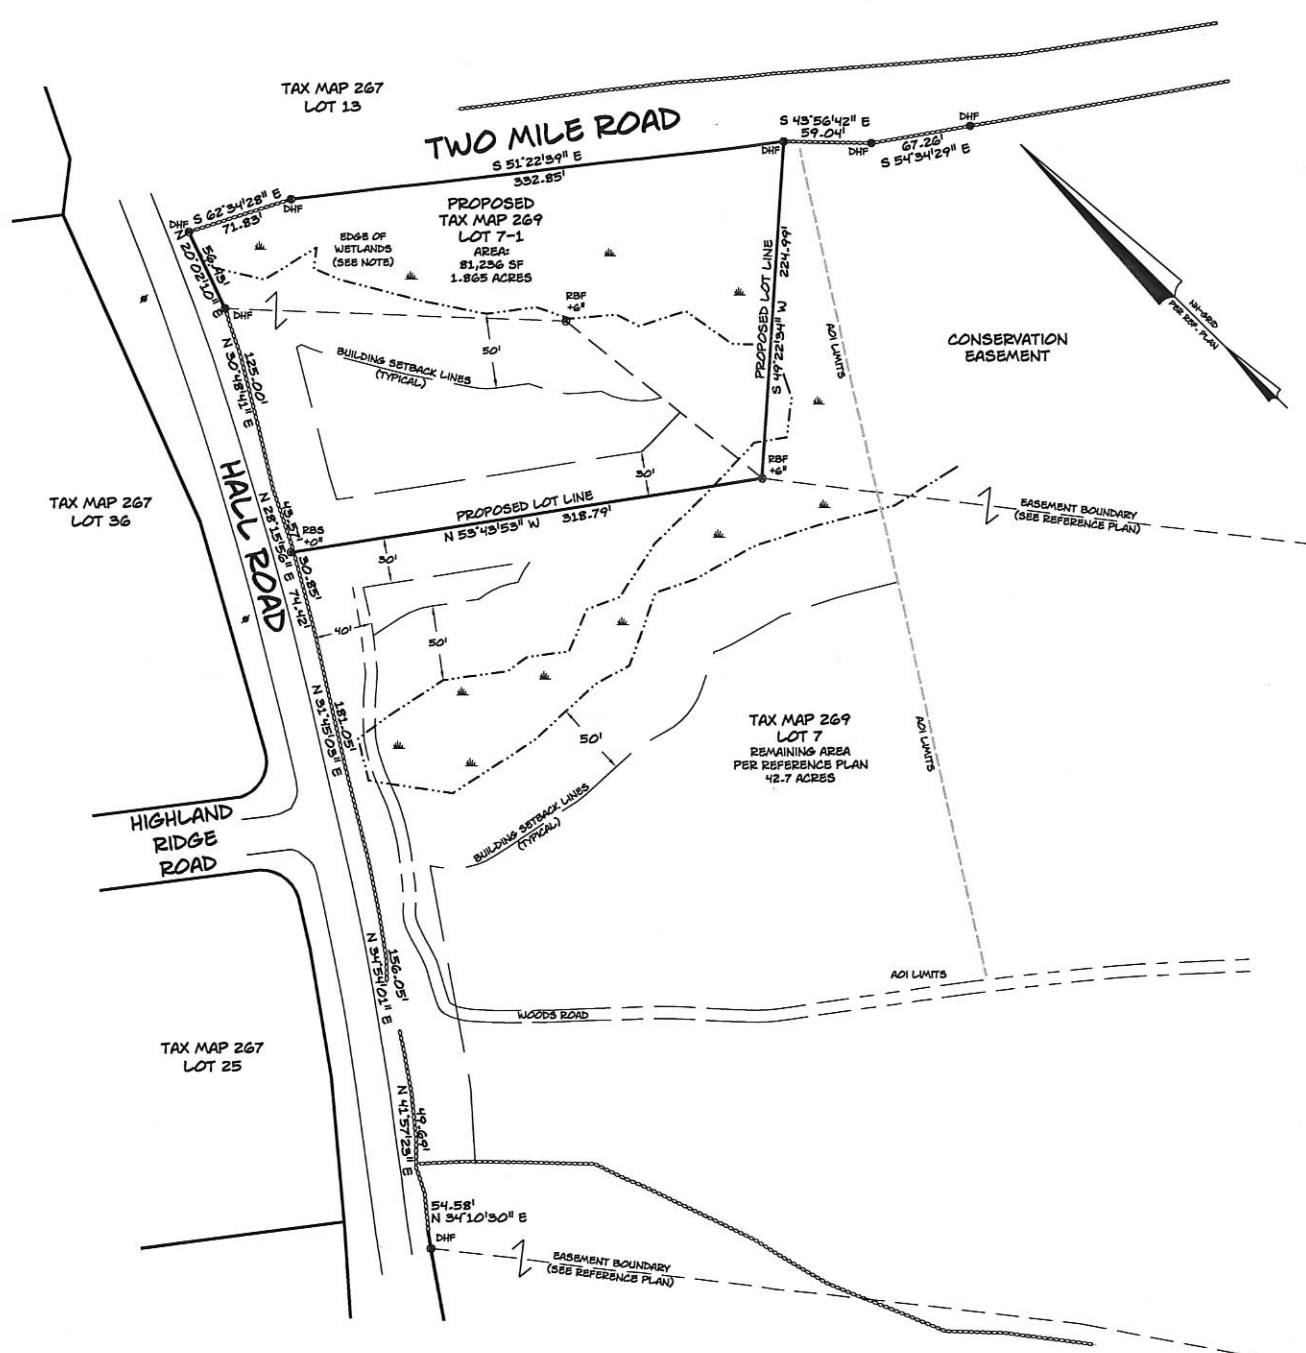 TAX MAP 267
LOT 13
TWO MILE ROAD
S 43°56'42" E
59.04'
DHF
DHF
DHF
67.26'
S 54°34'29" E
S 51°22'39" E
332.85'
DHF
S 62°34'28" E
71.83'
DHF
N 20°02'10" E
56.43'
DHF
PROPOSED
TAX MAP 269
LOT 7-1
AREA:
81,236 SF
1.865 ACRES
EDGE OF
WETLANDS
(SEE NOTE)
RBF
+6"
50'
BUILDING SETBACK LINES
(TYPICAL)
PROPOSED LOT LINE
S 49°22'34" W 224.99'
AOI LIMITS
CONSERVATION
EASEMENT
NH-GRID
PER REF. PLAN
125.00'
N 30°48'41" E
HALL ROAD
TAX MAP 267
LOT 36
30'
RBF
+6"
PROPOSED LOT LINE
N 53°43'53" W 318.79'
EASEMENT BOUNDARY
(SEE REFERENCE PLAN)
43.57'
RBS
+0"
N 28°15'56" E 74.42'
30.85'
30'
40'
50'
181.05'
N 31°45'03" E
50'
TAX MAP 269
LOT 7
REMAINING AREA
PER REFERENCE PLAN
42.7 ACRES
AOI LIMITS
BUILDING SETBACK LINES
(TYPICAL)
HIGHLAND
RIDGE
ROAD
156.05'
N 34°54'01" E
AOI LIMITS
WOODS ROAD
TAX MAP 267
LOT 25
49.69'
N 41°57'23" E
54.58'
N 34°10'30" E
DHF
EASEMENT BOUNDARY
(SEE REFERENCE PLAN)